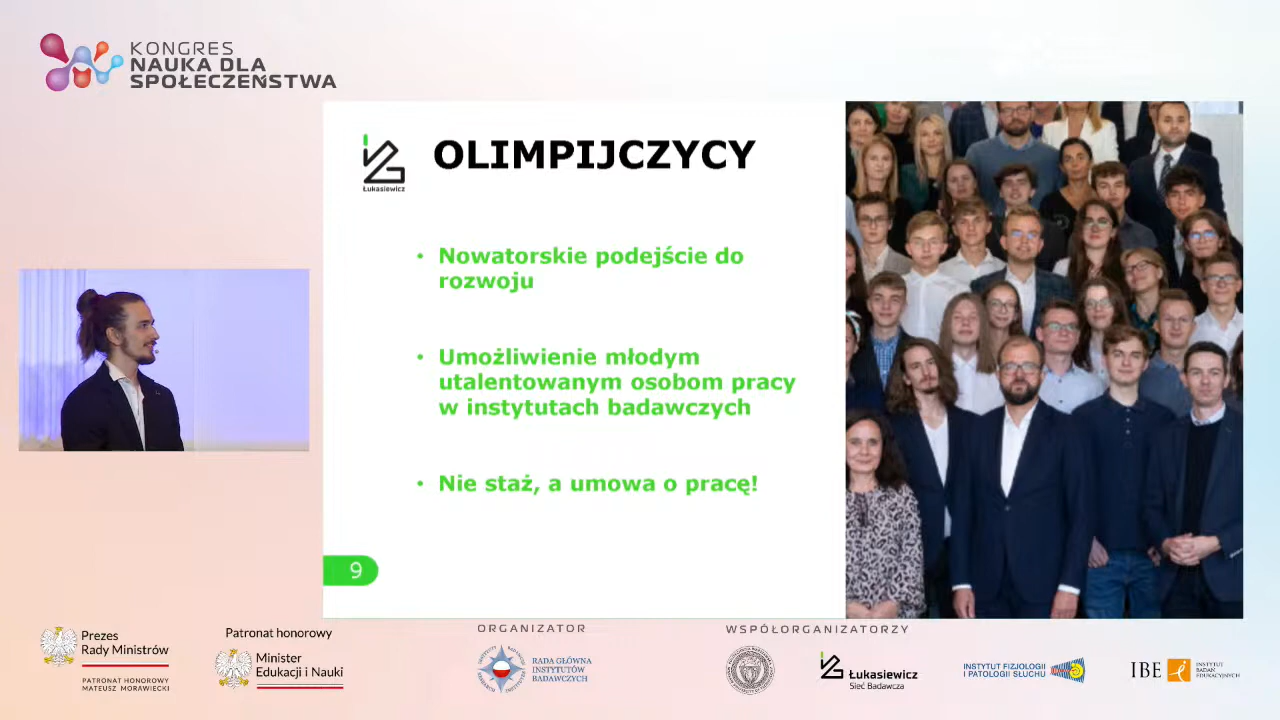 KONGRES
NAUKA DLA
SPOŁECZEŃSTWA
Łukasiewicz
OLIMPIJCZYCY
• Nowatorskie podejście do
rozwoju
• Umożliwienie młodym
utalentowanym osobom pracy
w instytutach badawczych
• Nie staż, a umowa o pracę!
9
Prezes
Rady Ministrów
PATRONAT HONOROWY
MATEUSZ MORAWIECKI
Patronat honorowy
Minister
Edukacji i Nauki
ORGANIZATOR
RADA GŁÓWNA
INSTYTUTÓW
BADAWCZYCH
WSPÓŁORGANIZATORZY
Łukasiewicz
Sieć Badawcza
INSTYTUT FIZJOLOGII
I PATOLOGII SŁUCHU
IBE
INSTYTUT
BADAŃ
EDUKACYJNYCH